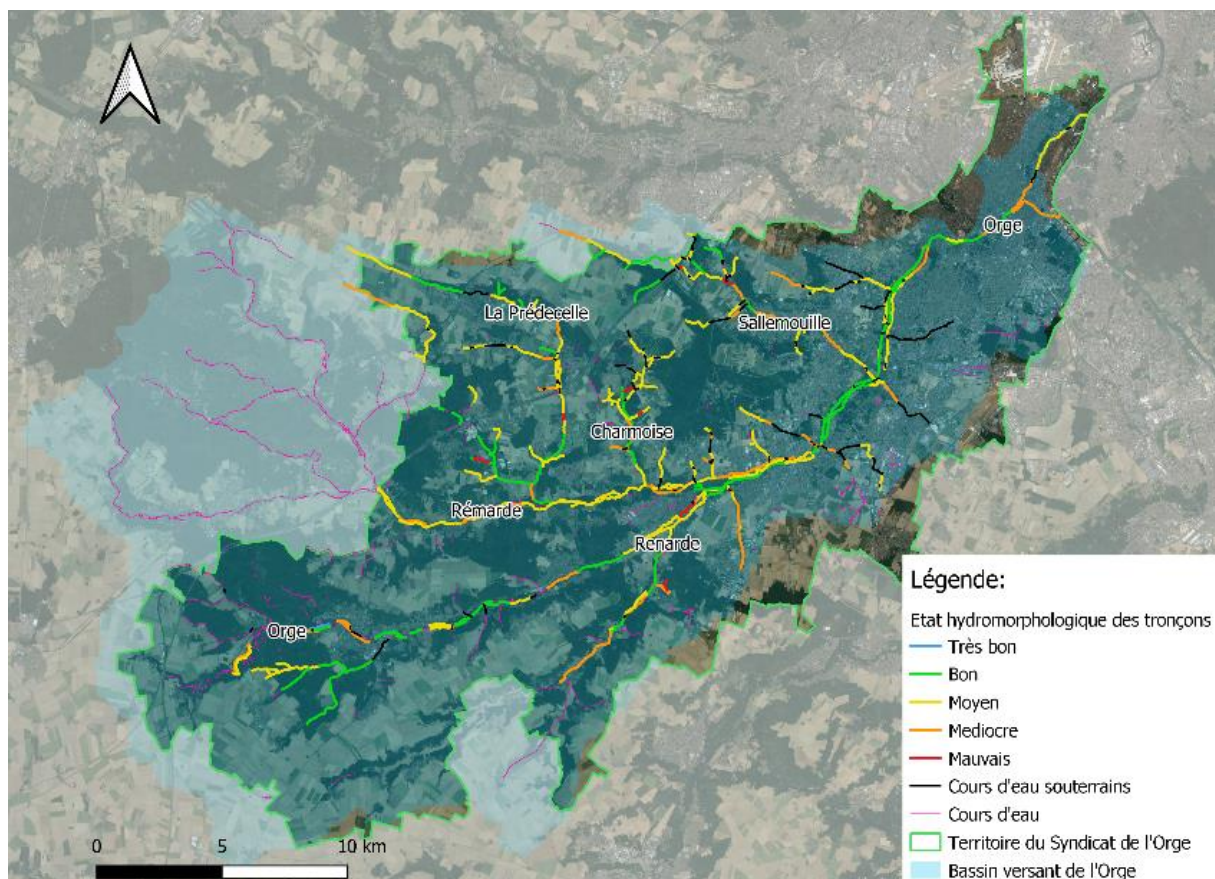 Orge
La Prédecelle
Sallemouille
Charmoise
Rémarde
Renarde
Orge
Légende:
Etat hydromorphologique des tronçons
Très bon
Bon
Moyen
Mediocre
Mauvais
Cours d'eau souterrains
Cours d'eau
Territoire du Syndicat de l'Orge
Bassin versant de l'Orge
0 5 10 km